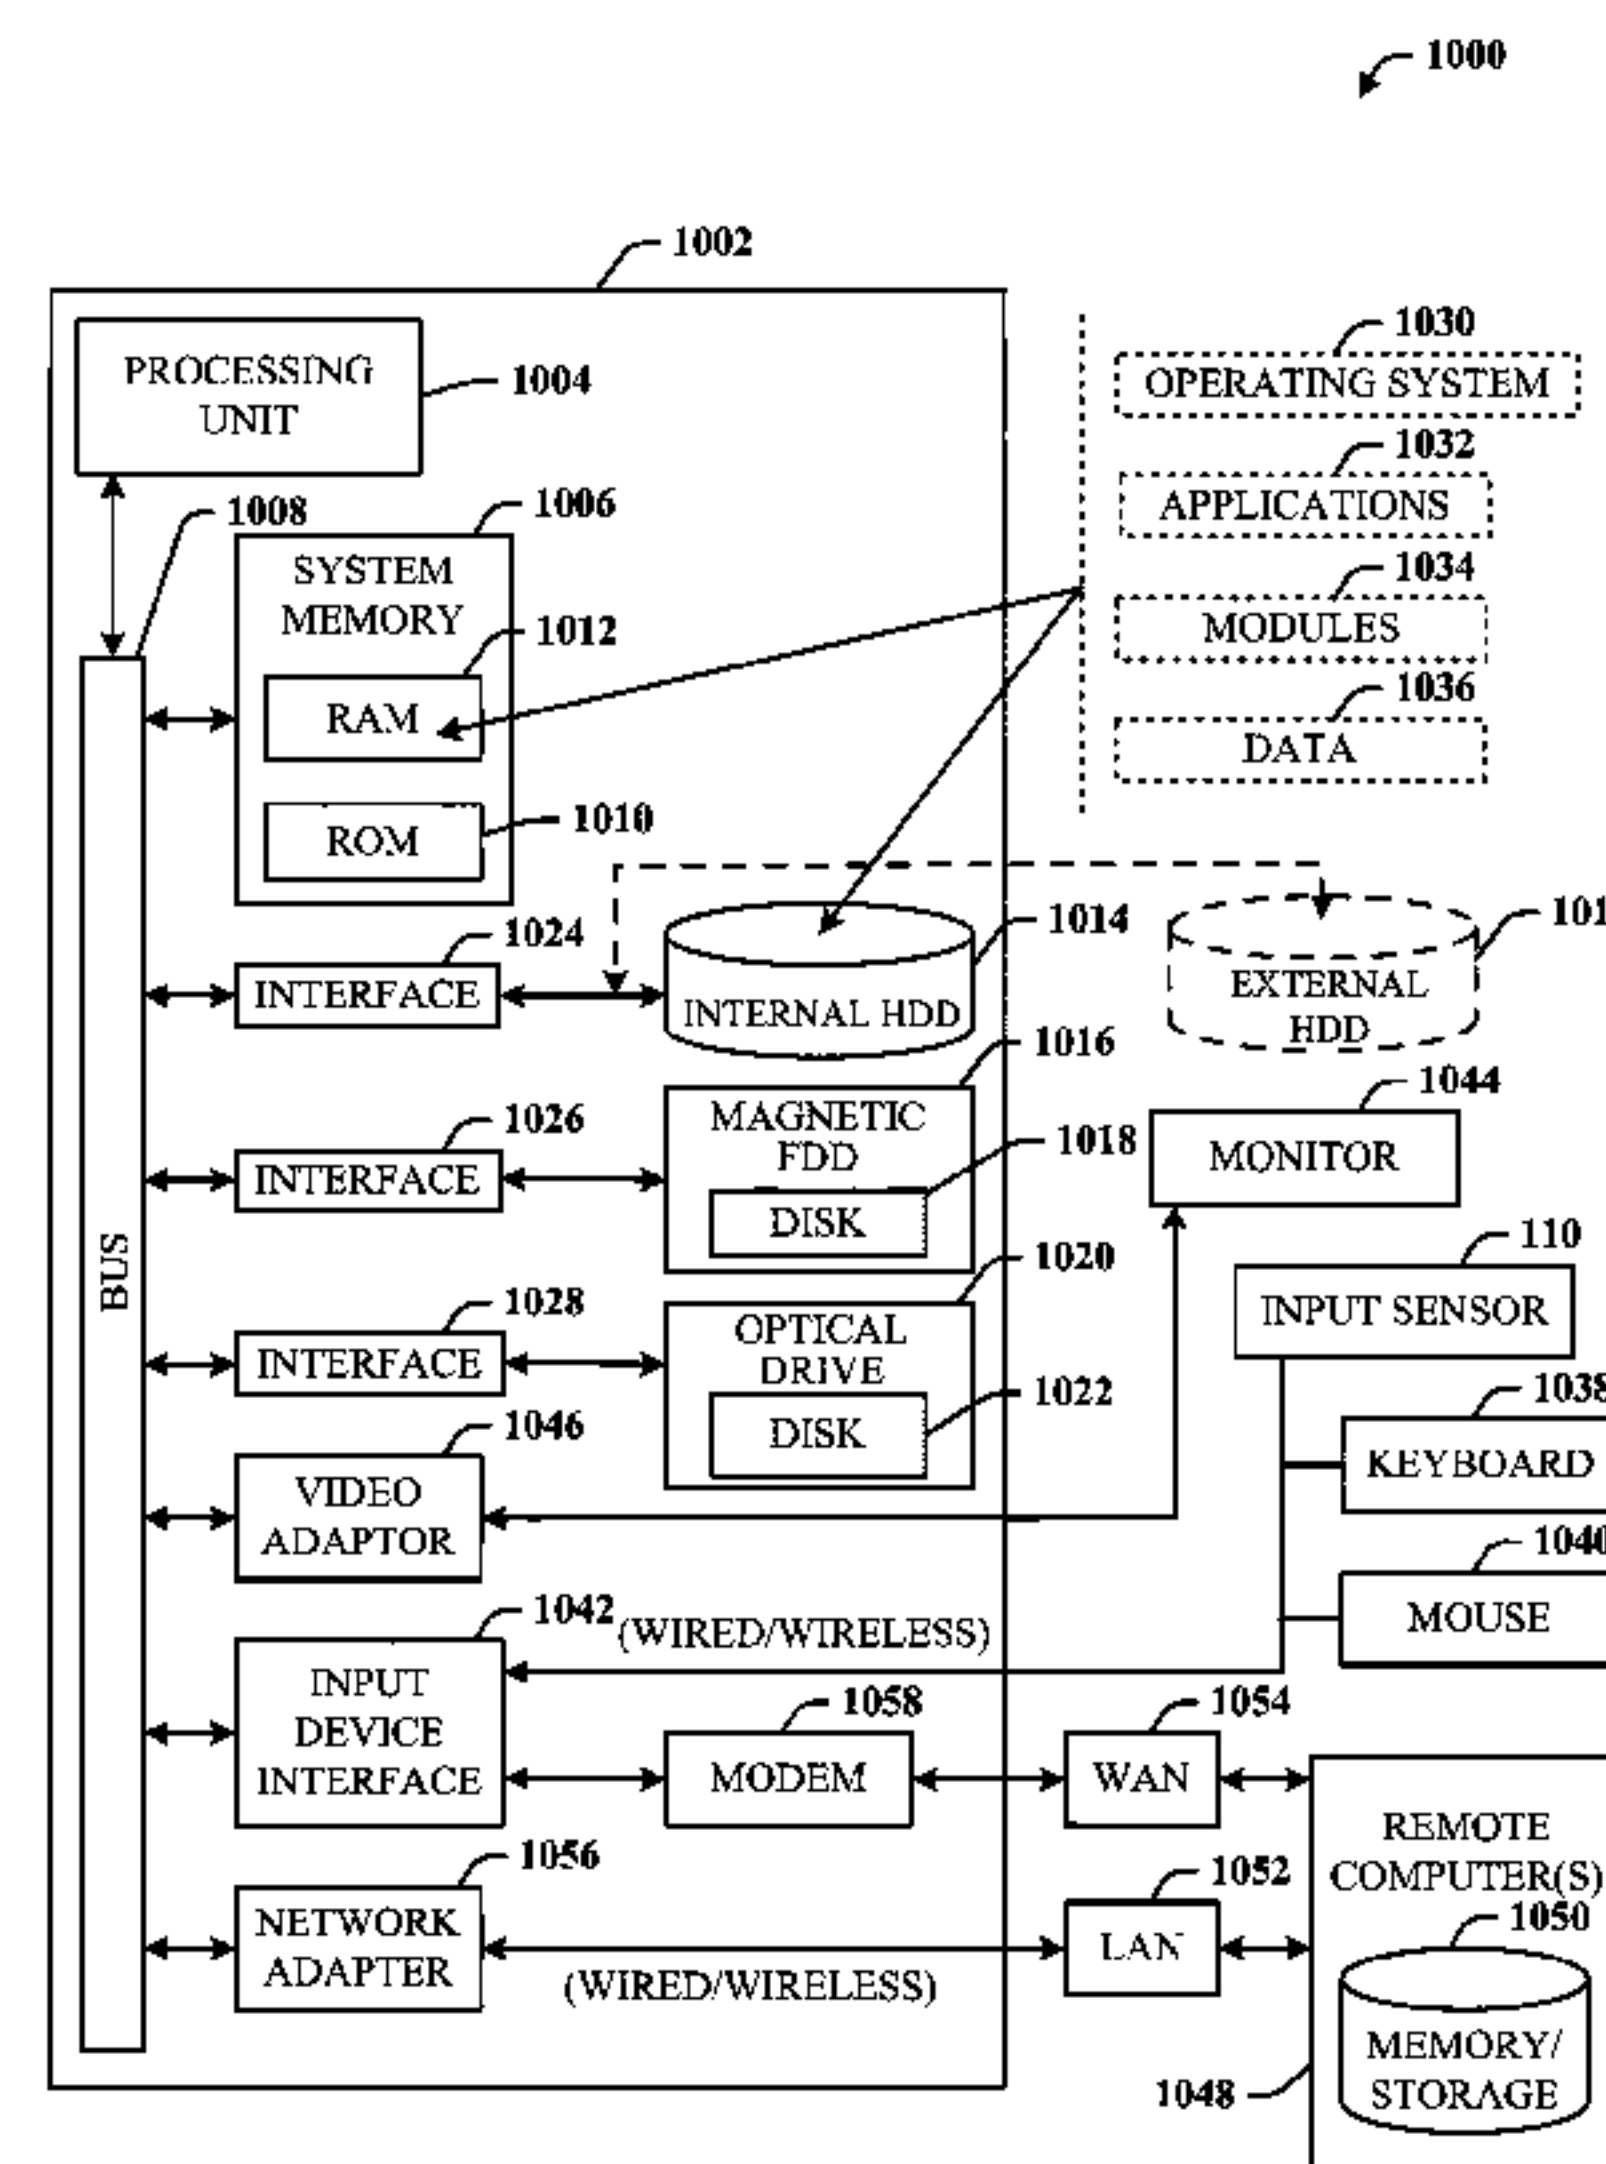 1000
1002
PROCESSING
UNIT
1004
1030
OPERATING SYSTEM
1032
APPLICATIONS
1034
MODULES
1036
DATA
1008
1006
SYSTEM
MEMORY
1012
RAM
1010
ROM
1024
INTERFACE
1014
INTERNAL HDD
101
EXTERNAL
HDD
1026
INTERFACE
1016
MAGNETIC
FDD
1018
DISK
1044
MONITOR
BUS
1028
INTERFACE
1020
OPTICAL
DRIVE
1022
DISK
110
INPUT SENSOR
1038
KEYBOARD
1046
VIDEO
ADAPTOR
1040
MOUSE
1042
(WIRED/WIRELESS)
INPUT
DEVICE
INTERFACE
1058
MODEM
1054
WAN
REMOTE
COMPUTER(S)
1056
NETWORK
ADAPTER
(WIRED/WIRELESS)
1052
LAN
1050
MEMORY/
STORAGE
1048